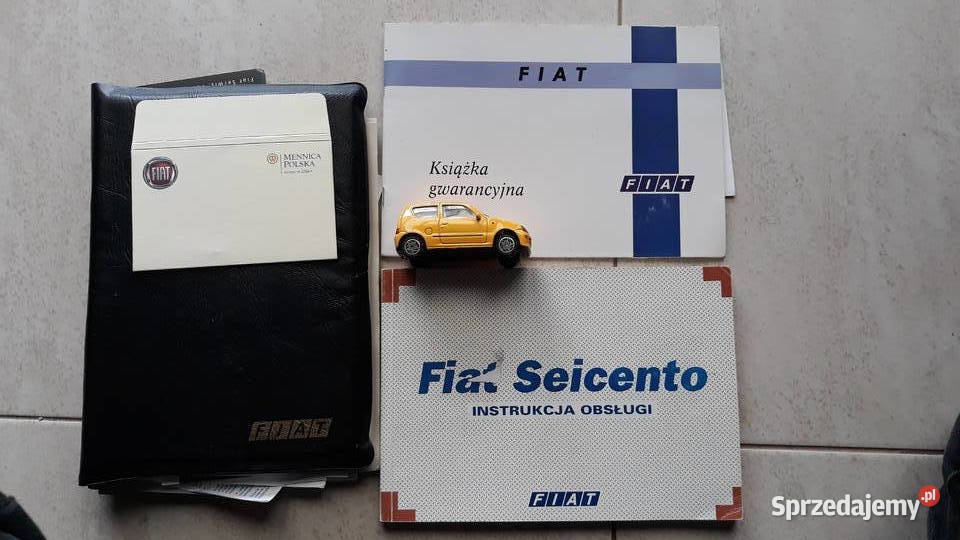 FIAT
MENNICA
POLSKA
FIAT
FIAT
Książka
gwarancyjna
FIAT
Fiat Seicento
INSTRUKCJA OBSŁUGI
FIAT
Sprzedajemy.pl